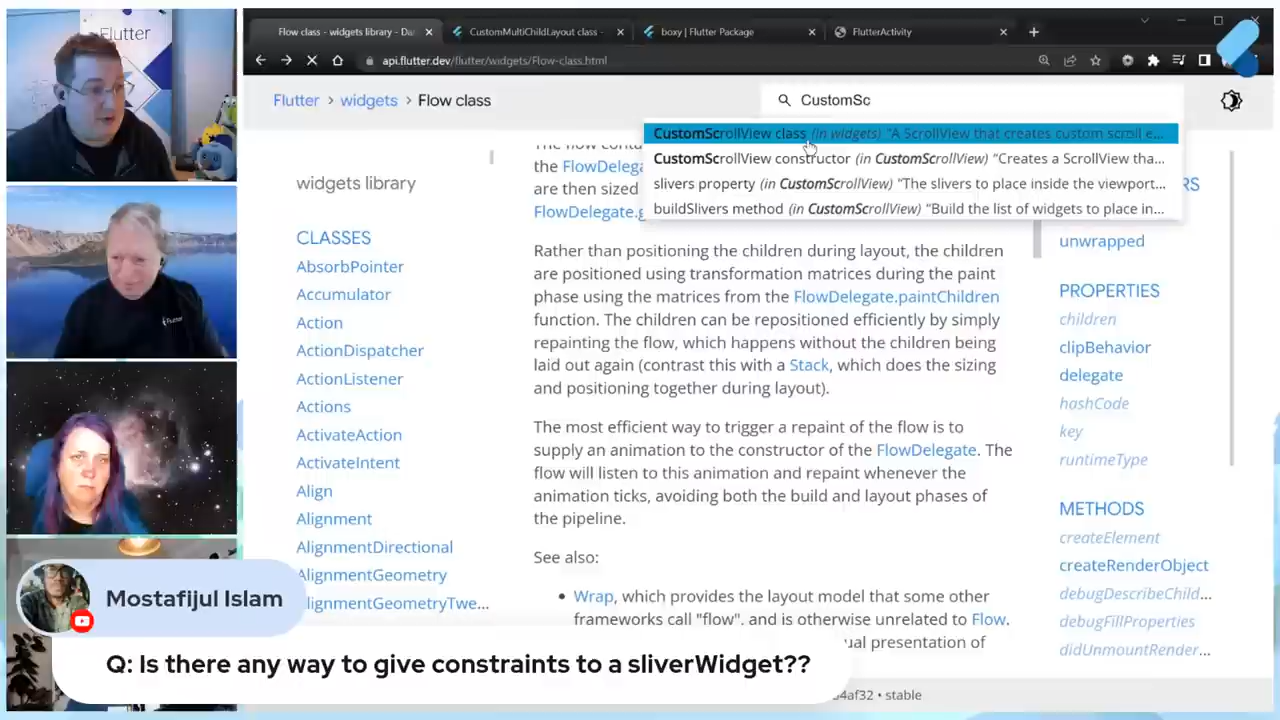 Flutter
Flow class - widgets library - Da
CustomMultiChildLayout class -
boxy | Flutter Package
FlutterActivity
api.flutter.dev/flutter/widgets/Flow-class.html
Flutter > widgets > Flow class
CustomSc
CustomScrollView class (in widgets) "A ScrollView that creates custom scroll e...
CustomScrollView constructor (in CustomScrollView) "Creates a ScrollView tha...
slivers property (in CustomScrollView) "The slivers to place inside the viewport...
buildSlivers method (in CustomScrollView) "Build the list of widgets to place in...
widgets library
CLASSES
AbsorbPointer
Accumulator
Action
ActionDispatcher
ActionListener
Actions
ActivateAction
ActivateIntent
Align
Alignment
AlignmentDirectional
AlignmentGeometry
AlignmentGeometryTwe...
the FlowDelega
are then sized
FlowDelegate.g
Rather than positioning the children during layout, the children
are positioned using transformation matrices during the paint
phase using the matrices from the FlowDelegate.paintChildren
function. The children can be repositioned efficiently by simply
repainting the flow, which happens without the children being
laid out again (contrast this with a Stack, which does the sizing
and positioning together during layout).
The most efficient way to trigger a repaint of the flow is to
supply an animation to the constructor of the FlowDelegate. The
flow will listen to this animation and repaint whenever the
animation ticks, avoiding both the build and layout phases of
the pipeline.
See also:
• Wrap, which provides the layout model that some other
frameworks call "flow", and is otherwise unrelated to Flow.
ual presentation of
RS
unwrapped
PROPERTIES
children
clipBehavior
delegate
hashCode
key
runtimeType
METHODS
createElement
createRenderObject
debugDescribeChild...
debugFillProperties
didUnmountRender...
4af32 • stable
Flutter
Mostafijul Islam
Q: Is there any way to give constraints to a sliverWidget??